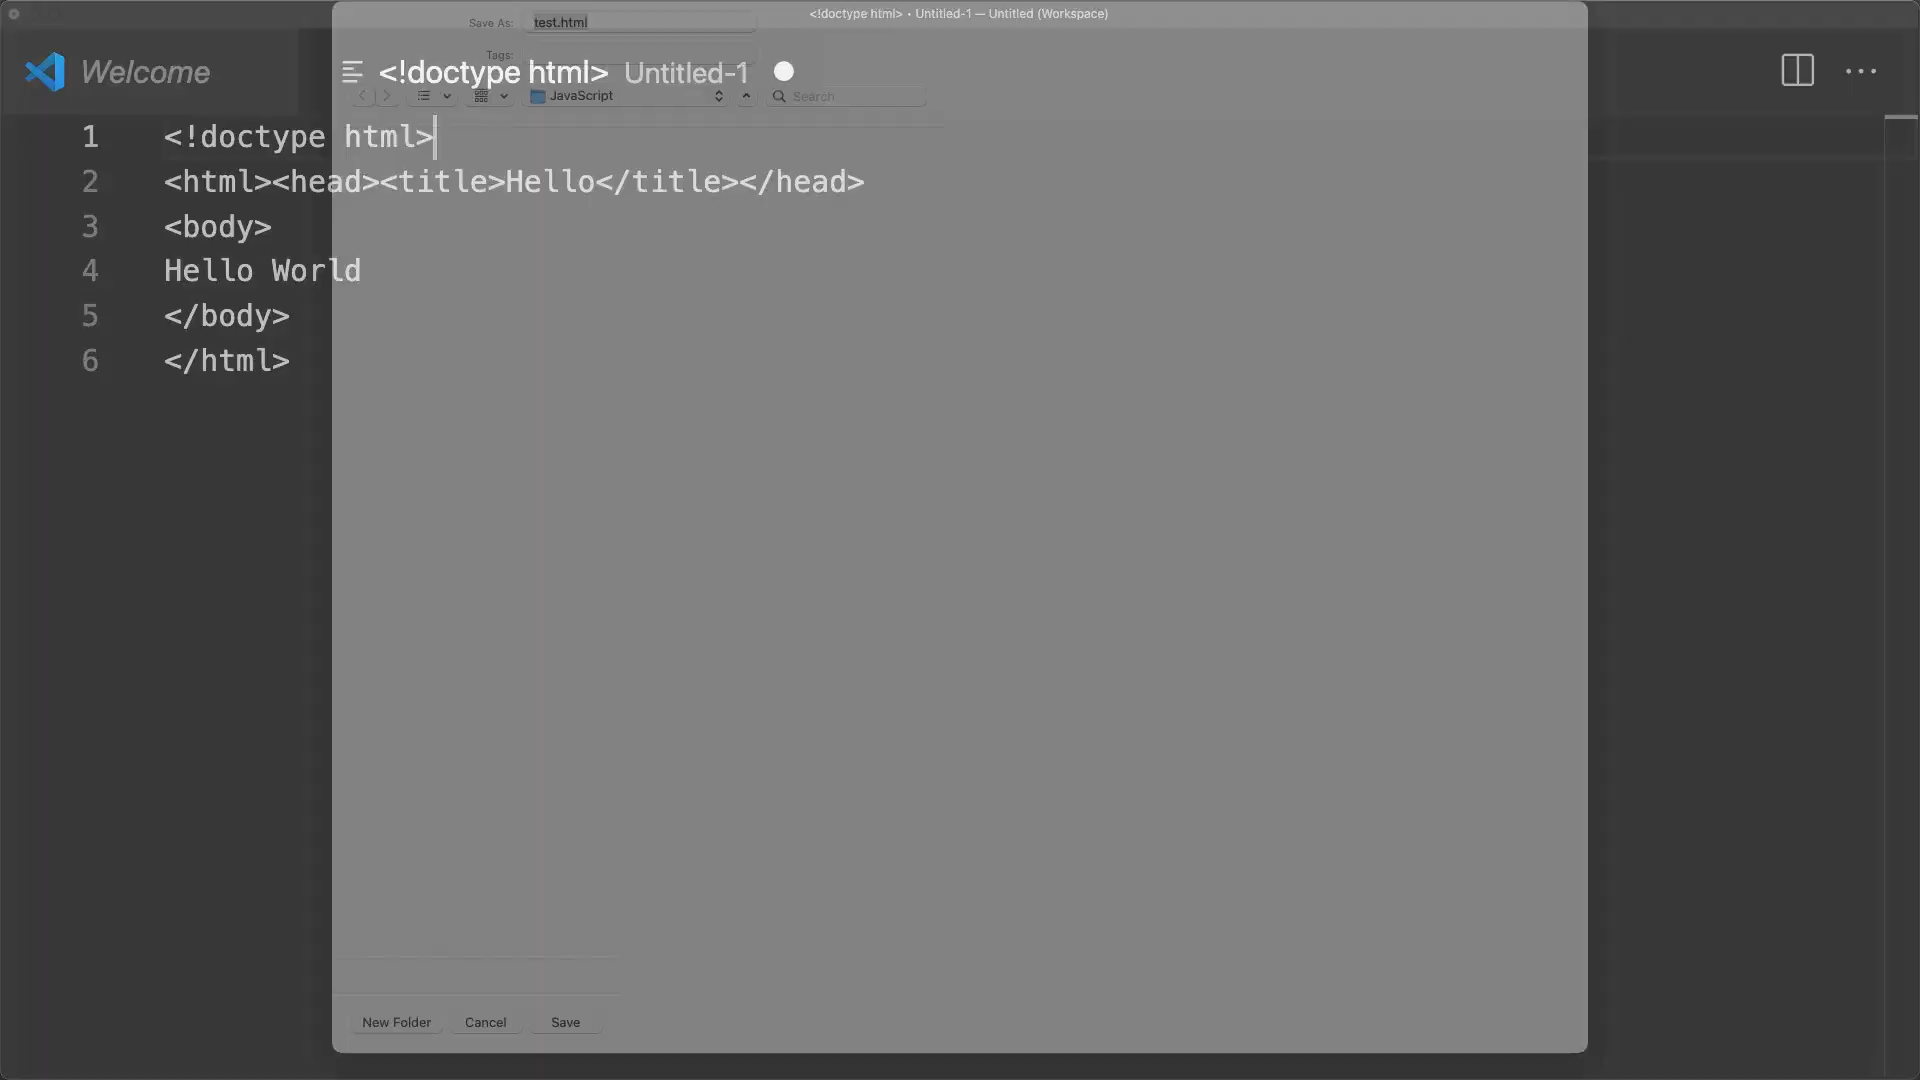 <!doctype html> • Untitled-1 — Untitled (Workspace)
Save As: test.html
Tags:
Welcome
<!doctype html> Untitled-1
JavaScript
Search
1 <!doctype html>
2 <html><head><title>Hello</title></head>
3 <body>
4 Hello World
5 </body>
6 </html>
New Folder Cancel Save